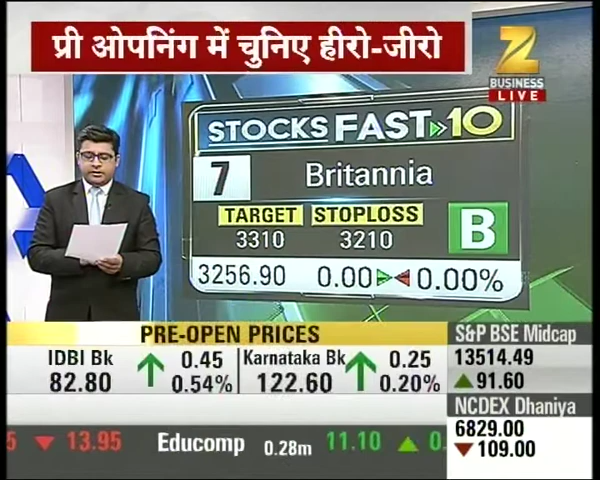 प्री ओपनिंग में चुनिए हीरो-जीरो
Z
BUSINESS
LIVE
STOCKS FAST 10
7 Britannia
TARGET STOPLOSS
3310 3210
B
3256.90 0.00 0.00%
PRE-OPEN PRICES
IDBI Bk 0.45 Karnataka Bk 0.25
82.80 0.54% 122.60 0.20%
S&P BSE Midcap
13514.49
91.60
NCDEX Dhaniya
6829.00
109.00
5 13.95 Educomp 0.28m 11.10 0.